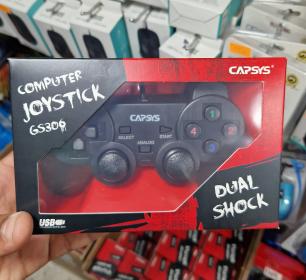 COMPUTER
JOYSTICK
GS306
CAPSYS
CAPSYS
SELECT
START
ANALOG
DUAL
SHOCK
USB